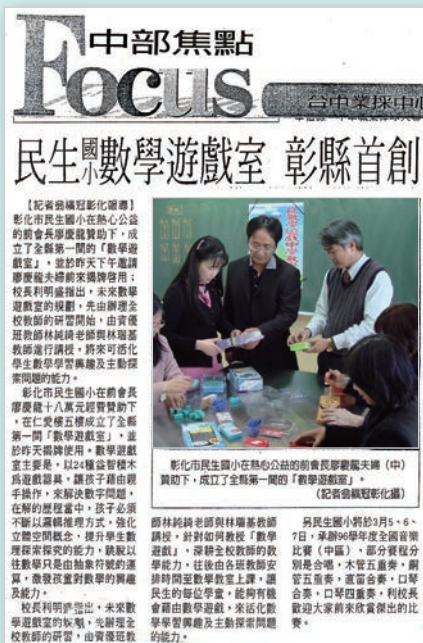 中部焦點
Focus
台中業採中心
民生國小數學遊戲室 彰縣首創
【記者翁禎冠彰化報導】
彰化市民生國小在熱心公益
的前會長廖慶龍贊助下,成
立了全縣第一間的「數學遊
戲室」,並於昨天下午邀請
廖慶龍夫婦前來揭牌啓用;
校長利明盛指出,未來數學
遊戲室的規劃,先由辦理全
校教師的研習開始,由資優
班教師林純綺老師與林瑞基
教師進行講授,將來可活化
學生數學學習興趣及主動探
索問題的能力。
彰化市民生國小在前會長
廖慶龍十八萬元經費贊助下
,在仁愛樓五樓成立了全縣
第一間「數學遊戲室」,並
於昨天揭牌使用。數學遊戲
室主要是,以24種益智積木
爲遊戲器具,讓孩子藉由親
手操作,來解決數字問題,
在解的歷程當中,孩子必須
不斷以邏輯推理方式,強化
立體空間概念,提升學生數
理探索探究的能力,跳脫以
往數學只是由抽象符號的運
算,激發孩童對數學的興趣
及能力。
校長利明盛指出,未來數
學遊戲室的規劃,先辦理全
校教師的研習,由資優班教
彰化市民生國小在熱心公益的前會長廖慶龍夫婦(中)
贊助下,成立了全縣第一間的「數學遊戲室」。
(記者翁禎冠彰化攝)
師林純綺老師與林瑞基教師
講授,針對如何教授「數學
遊戲」,深耕全校教師的教
學能力,往後由各班教師安
排時間至數學教室上課,讓
民生的每位學童,能夠有機
會藉由數學遊戲,來活化數
學學習興趣及主動探索問題
的能力。
另民生國小將於3月5、6、
7日,承辦96學年度全國音樂
比賽(中區),部分賽程分
別是合唱,木管五重奏,銅
管五重奏,直笛合奏,口琴
合奏,口琴四重奏,利校長
歡迎大家前來欣賞傑出的比
賽。